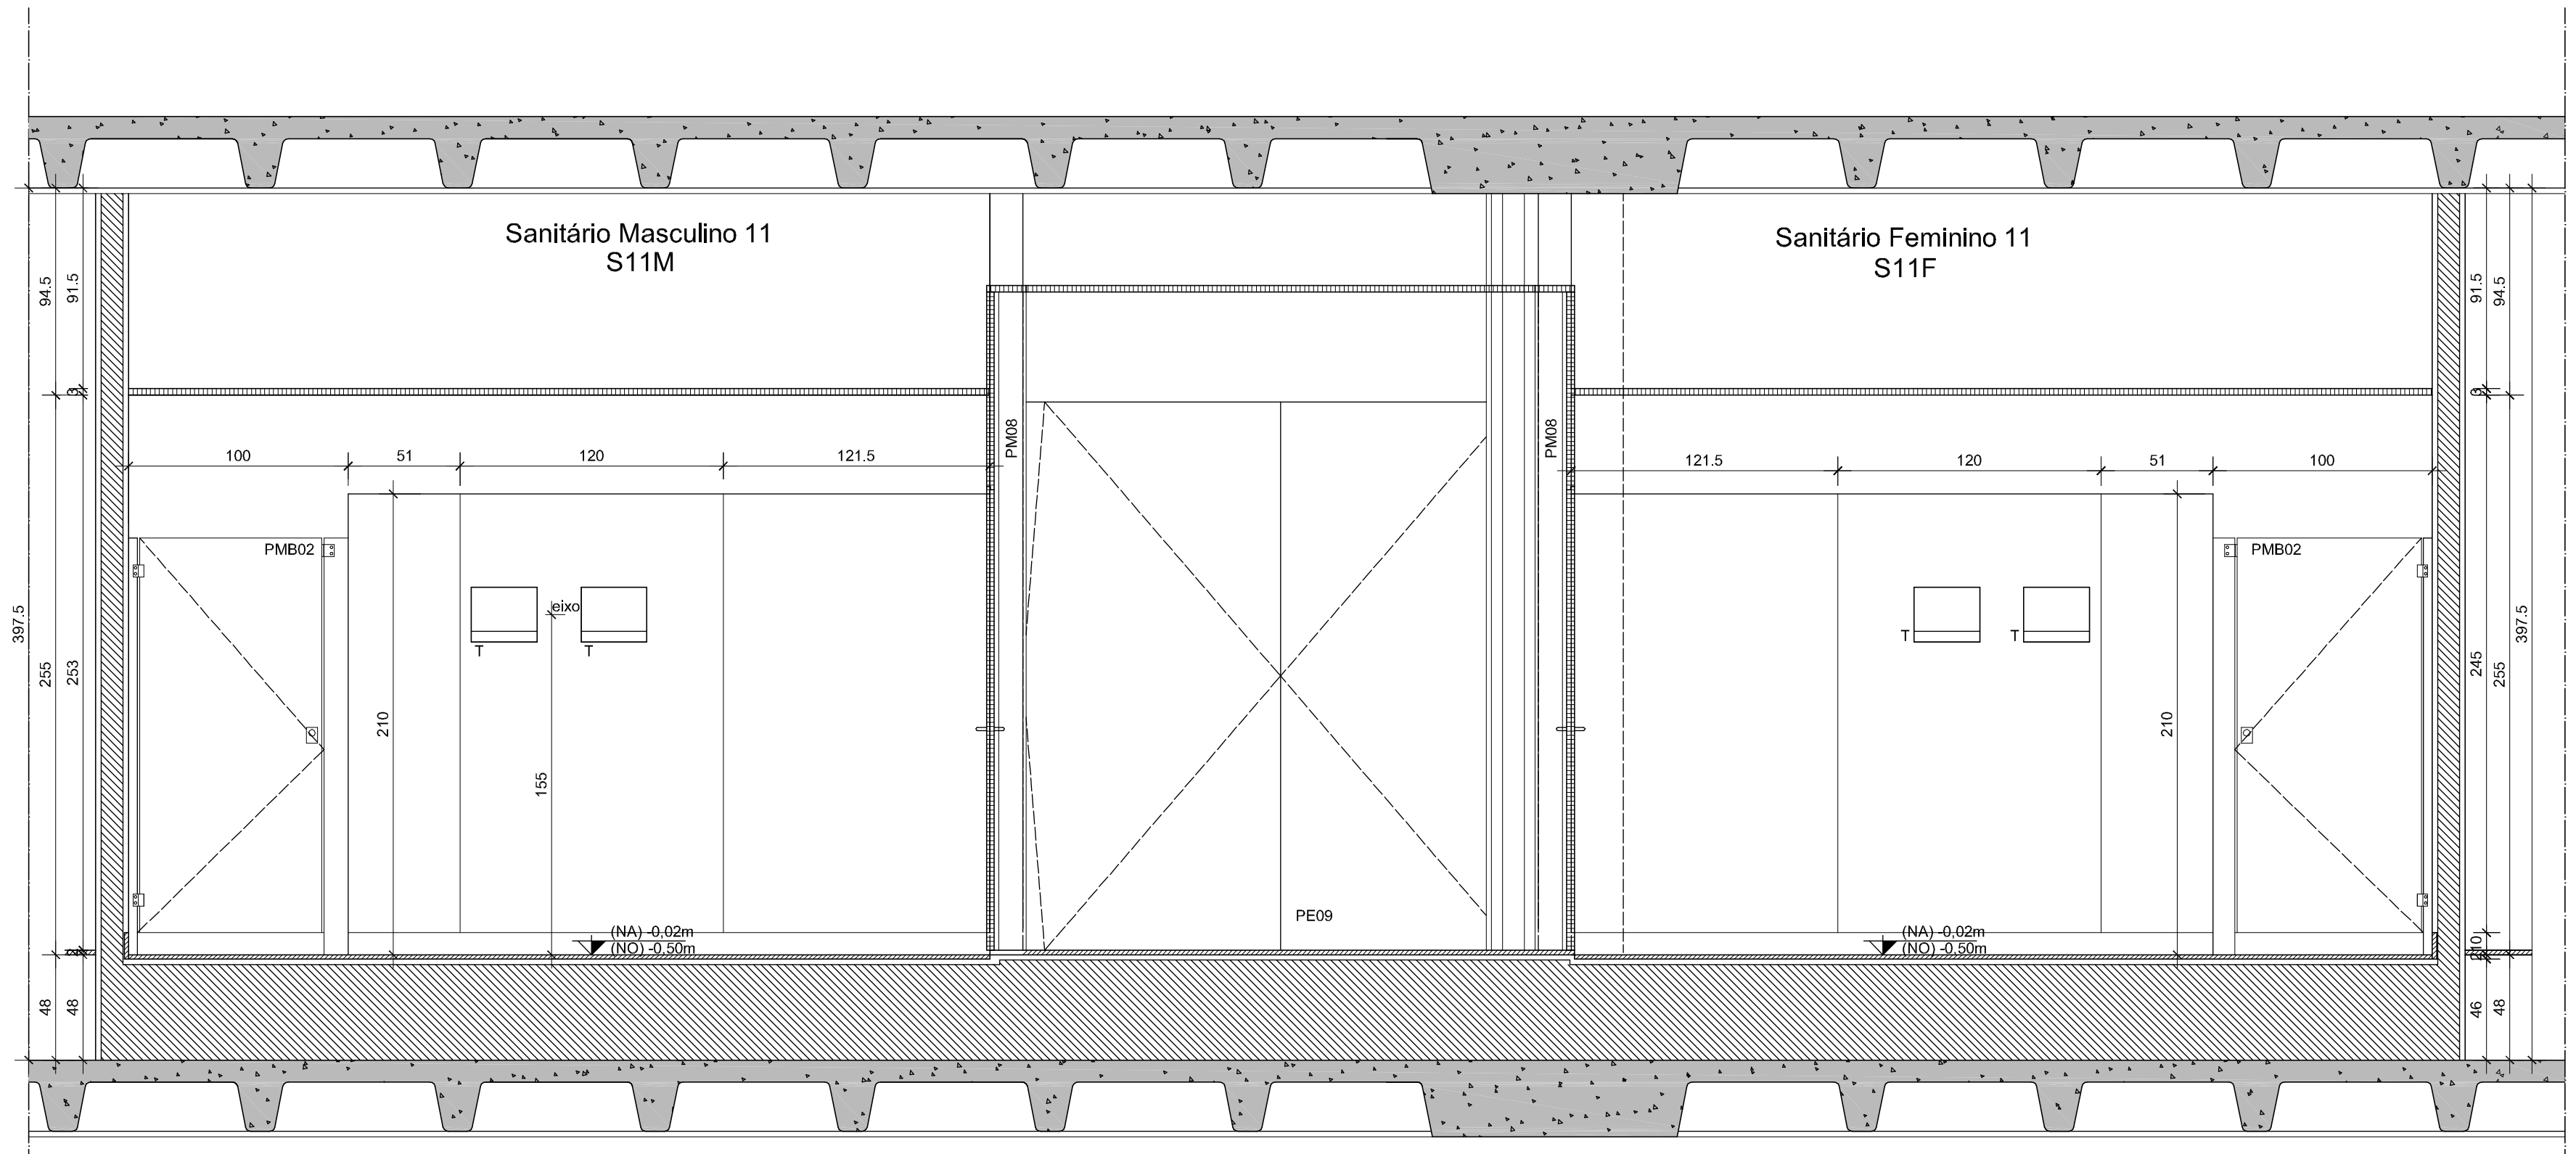 Sanitário Masculino 11
S11M
Sanitário Feminino 11
S11F
94.5
91.5
3
397.5
255
253
48
48
100
51
120
121.5
PMB02
210
eixo
T
T
155
(NA) -0,02m
(NO) -0,50m
PM08
PE09
PM08
121.5
120
51
100
T
T
210
PMB02
(NA) -0,02m
(NO) -0,50m
91.5
94.5
3
245
255
397.5
10
46
48